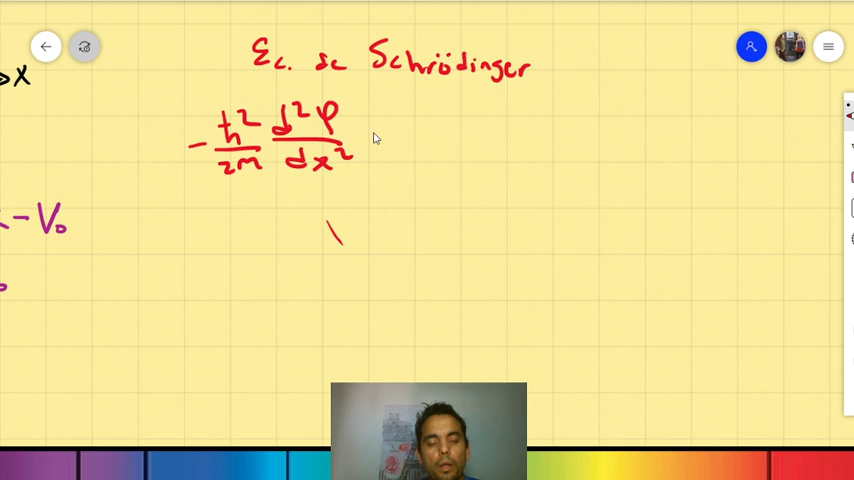 Ec. de Schrödinger
X
- ħ²/2m d²φ/dx²
- V₀